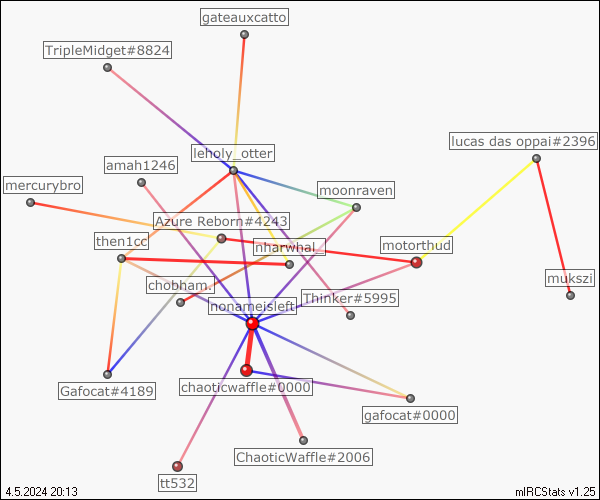 gateauxcatto
TripleMidget#8824
lucas das oppai#2396
leholy_otter
amah1246
mercurybro
moonraven
Azure Reborn#4243
then1cc
nharwhal_
motorthud
mukszi
chobham.
Thinker#5995
nonameisleft
Gafocat#4189
chaoticwaffle#0000
gafocat#0000
ChaoticWaffle#2006
tt532
4.5.2024 20:13
mIRCStats v1.25